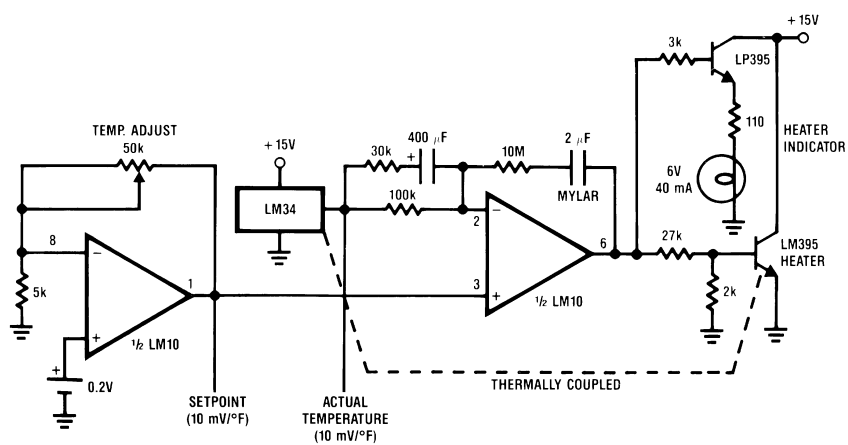 + 15V
3k
LP395
TEMP. ADJUST
50k
+ 15V
30k
400 μF
+
10M
2 μF
MYLAR
110
HEATER
INDICATOR
6V
40 mA
LM34
100k
−
2
6
27k
LM395
HEATER
8
−
5k
1
3
+
½ LM10
2k
+
½ LM10
+
0.2V
THERMALLY COUPLED
SETPOINT
(10 mV/°F)
ACTUAL
TEMPERATURE
(10 mV/°F)